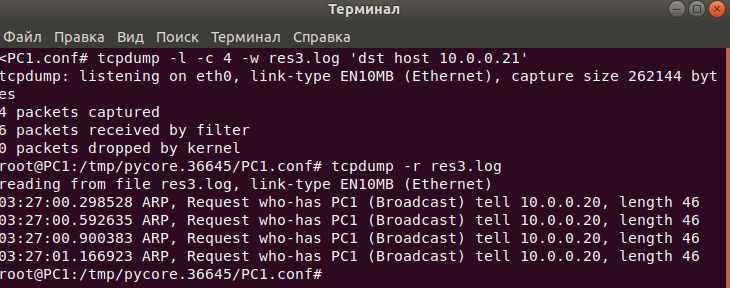 Терминал
Файл Правка Вид Поиск Терминал Справка
<PC1.conf# tcpdump -l -c 4 -w res3.log 'dst host 10.0.0.21'
tcpdump: listening on eth0, link-type EN10MB (Ethernet), capture size 262144 byt
es
4 packets captured
6 packets received by filter
0 packets dropped by kernel
root@PC1:/tmp/pycore.36645/PC1.conf# tcpdump -r res3.log
reading from file res3.log, link-type EN10MB (Ethernet)
03:27:00.298528 ARP, Request who-has PC1 (Broadcast) tell 10.0.0.20, length 46
03:27:00.592635 ARP, Request who-has PC1 (Broadcast) tell 10.0.0.20, length 46
03:27:00.900383 ARP, Request who-has PC1 (Broadcast) tell 10.0.0.20, length 46
03:27:01.166923 ARP, Request who-has PC1 (Broadcast) tell 10.0.0.20, length 46
root@PC1:/tmp/pycore.36645/PC1.conf#